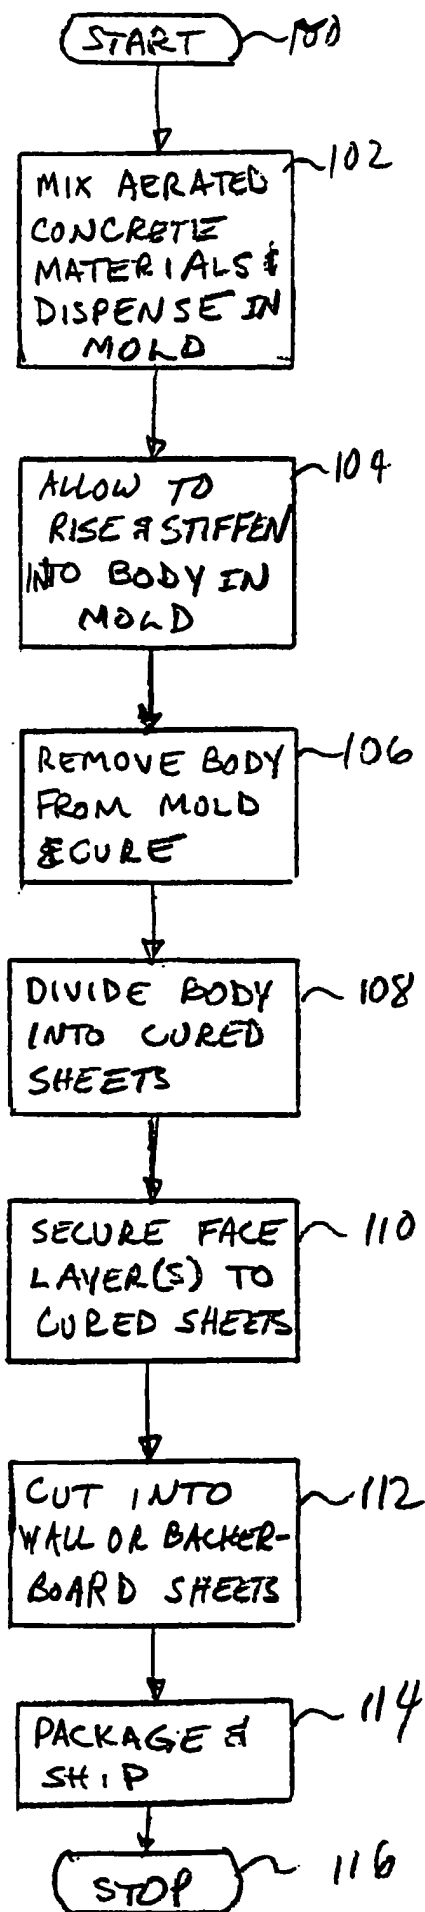 START 100
102
MIX AERATED
CONCRETE
MATERIALS &
DISPENSE IN
MOLD
104
ALLOW TO
RISE & STIFFEN
INTO BODY IN
MOLD
106
REMOVE BODY
FROM MOLD
& CURE
108
DIVIDE BODY
INTO CURED
SHEETS
110
SECURE FACE
LAYER(S) TO
CURED SHEETS
112
CUT INTO
WALL OR BACKER-
BOARD SHEETS
114
PACKAGE &
SHIP
116
STOP